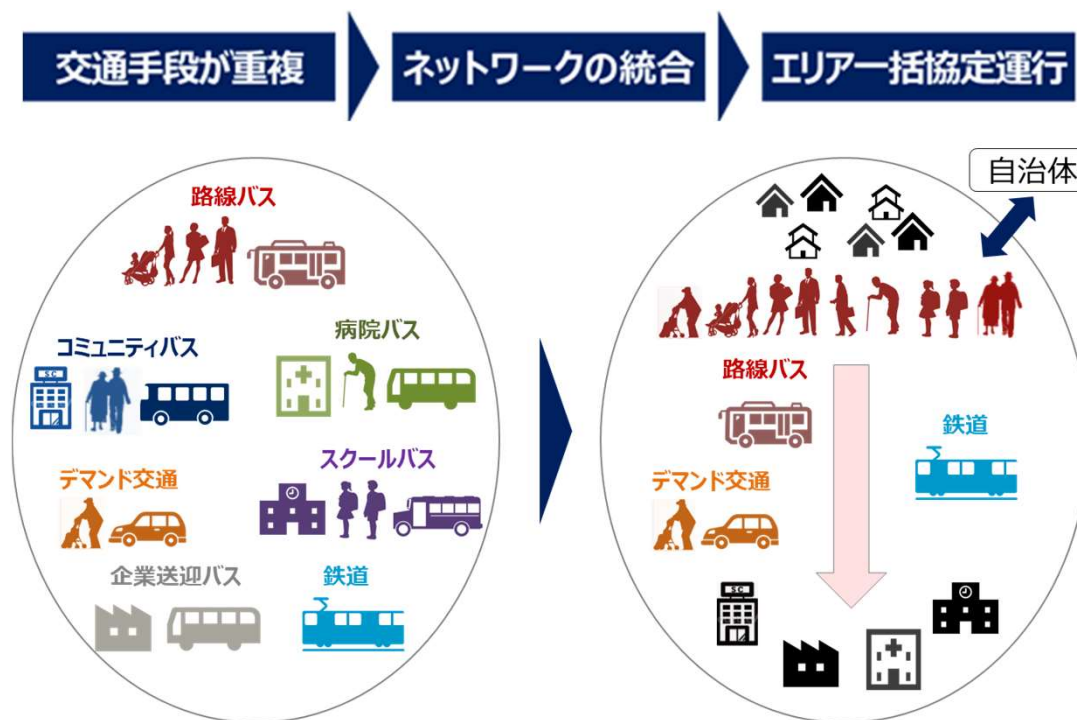 交通手段が重複
ネットワークの統合
エリア一括協定運行
自治体
路線バス
コミュニティバス
病院バス
デマンド交通
スクールバス
企業送迎バス
鉄道
路線バス
鉄道
デマンド交通
SC
SC